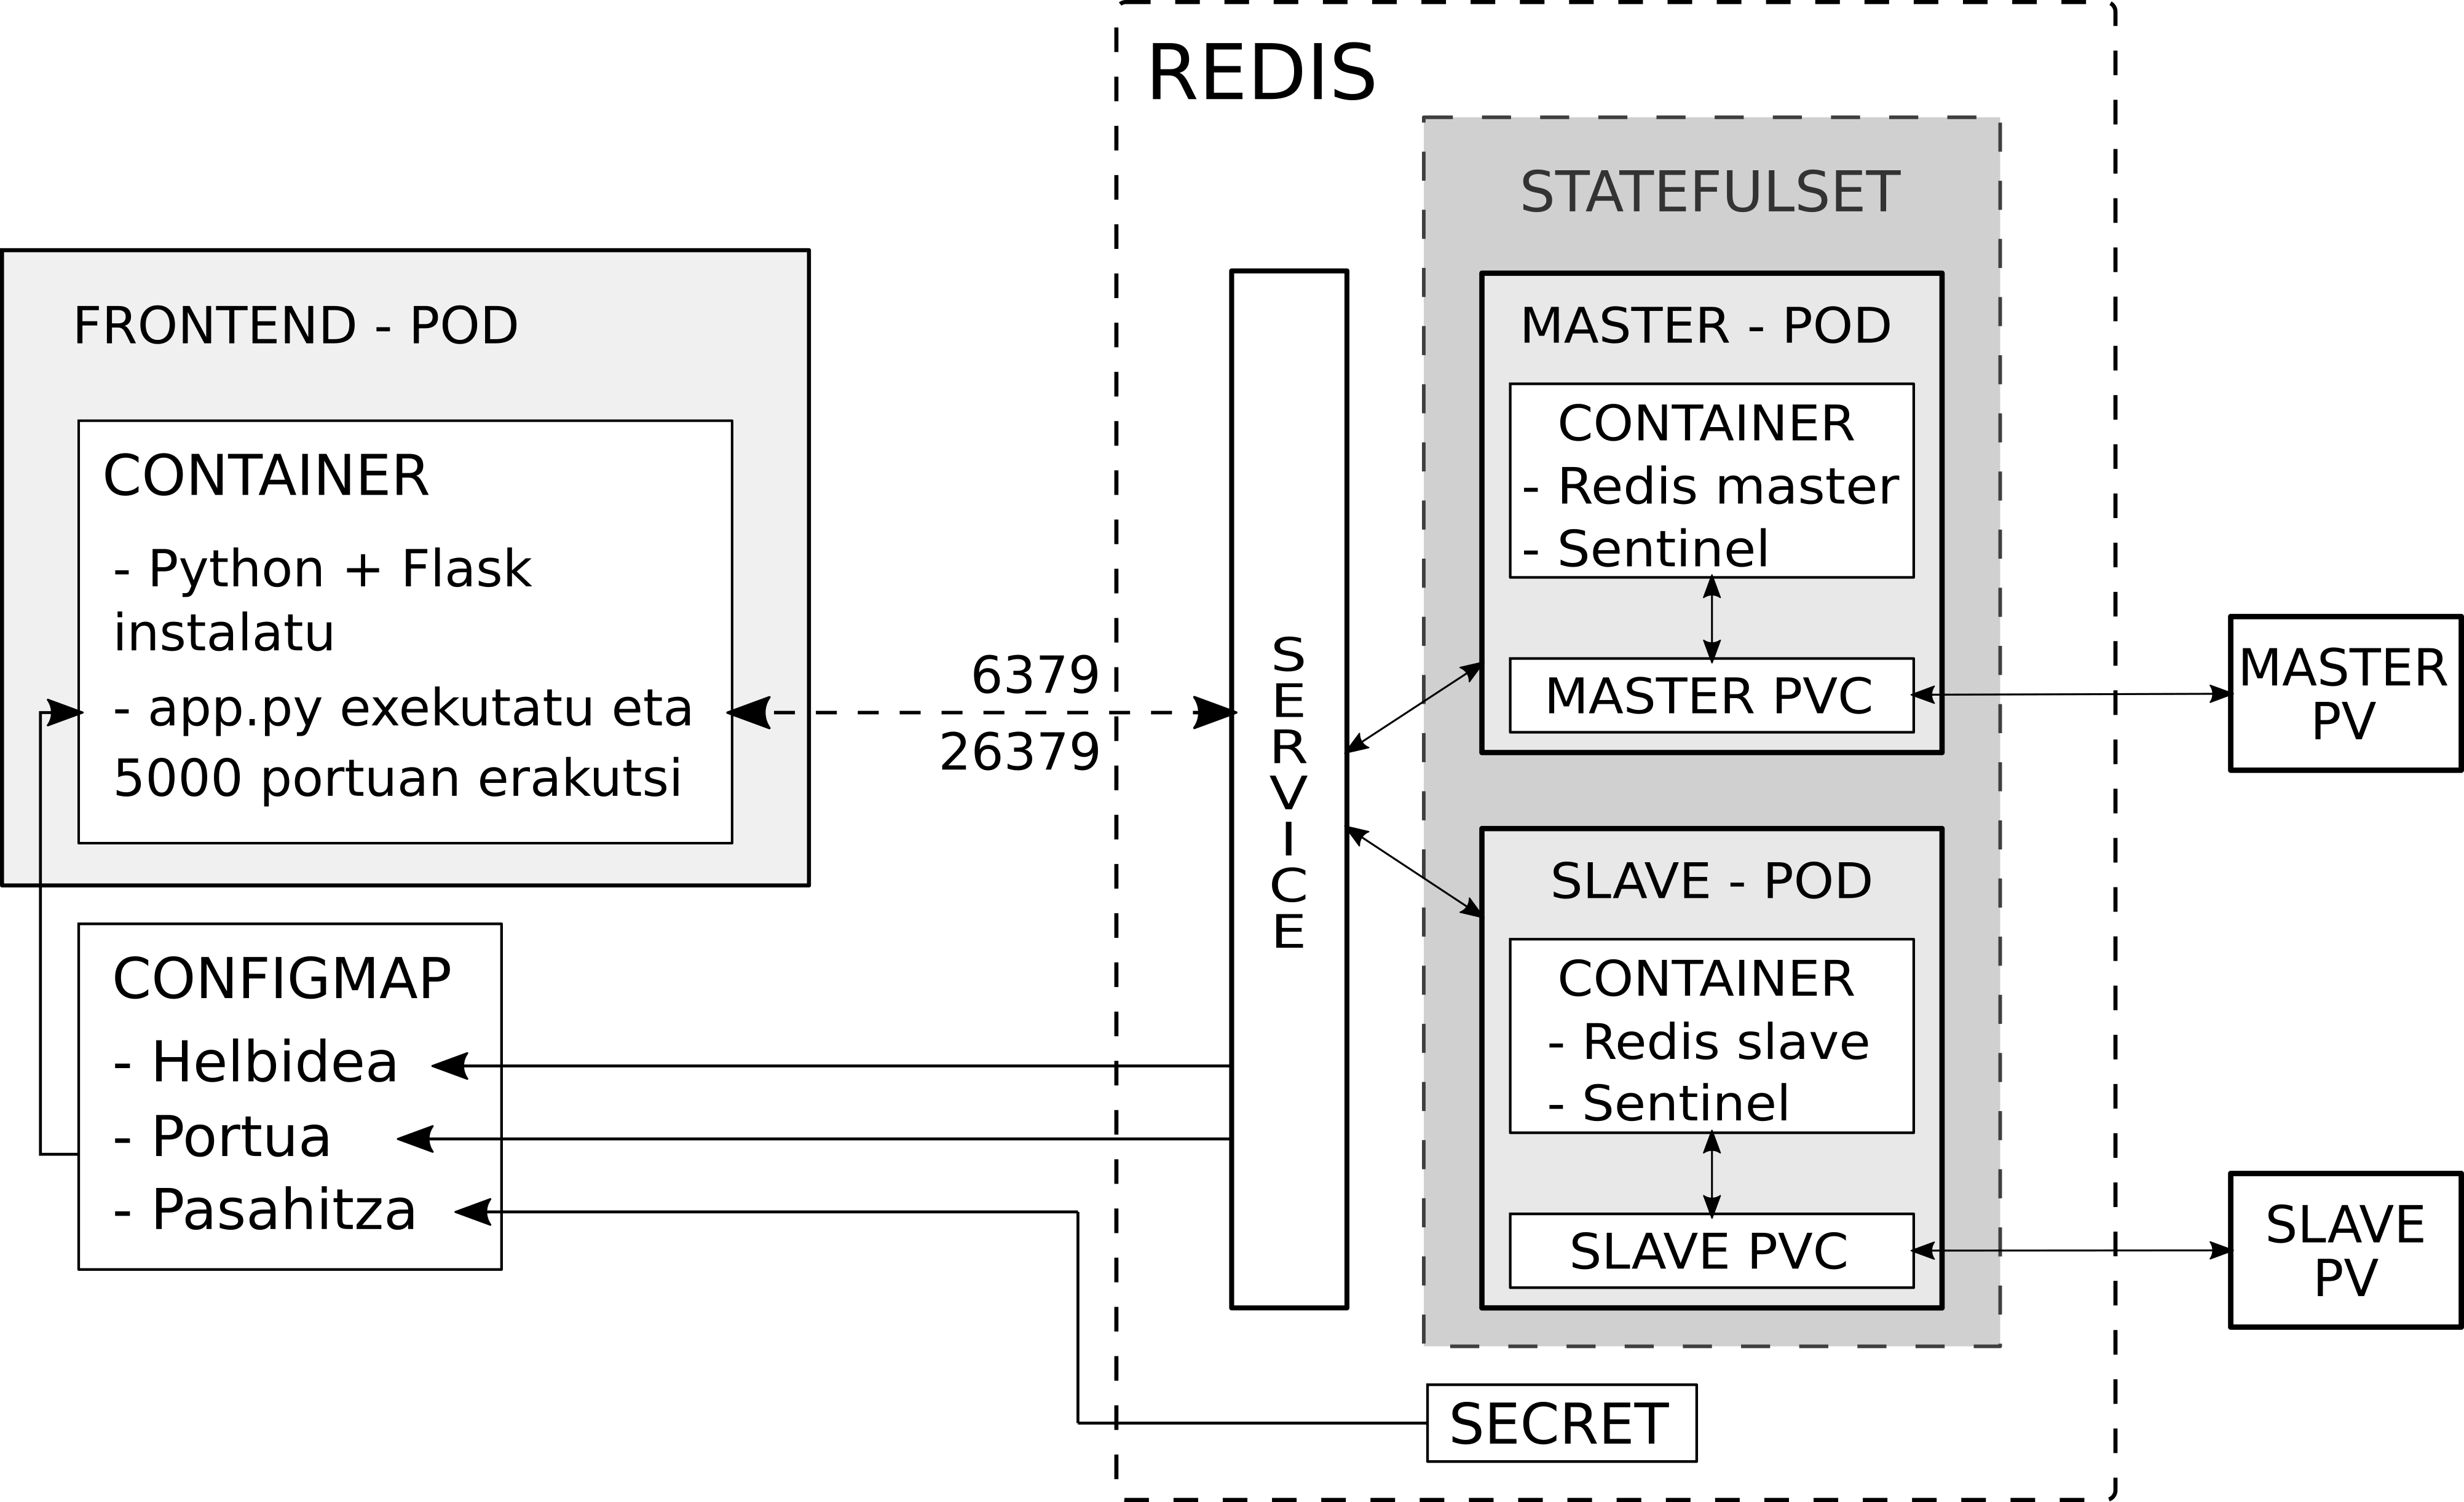 REDIS
STATEFULSET
FRONTEND - POD
CONTAINER
- Python + Flask
instalatu
- app.py exekutatu eta
5000 portuan erakutsi
6379
26379
SERVICE
MASTER - POD
CONTAINER
- Redis master
- Sentinel
MASTER PVC
MASTER
PV
SLAVE - POD
CONTAINER
- Redis slave
- Sentinel
SLAVE PVC
SLAVE
PV
CONFIGMAP
- Helbidea
- Portua
- Pasahitza
SECRET